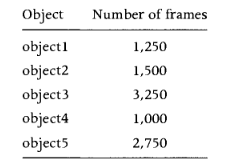 Object Number of frames
object1 1,250
object2 1,500
object3 3,250
object4 1,000
object5 2,750